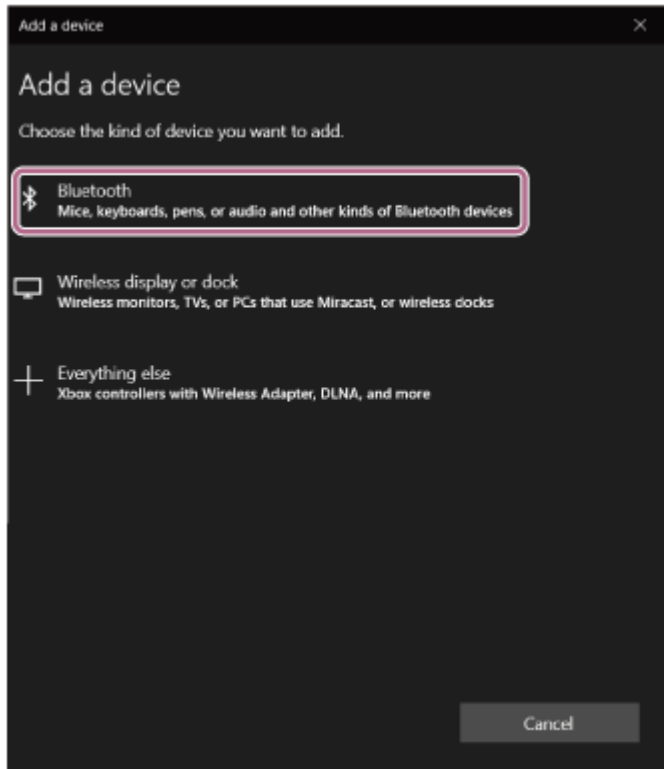 Add a device
Add a device
Choose the kind of device you want to add.
Bluetooth
Mice, keyboards, pens, or audio and other kinds of Bluetooth devices
Wireless display or dock
Wireless monitors, TVs, or PCs that use Miracast, or wireless docks
Everything else
Xbox controllers with Wireless Adapter, DLNA, and more
Cancel